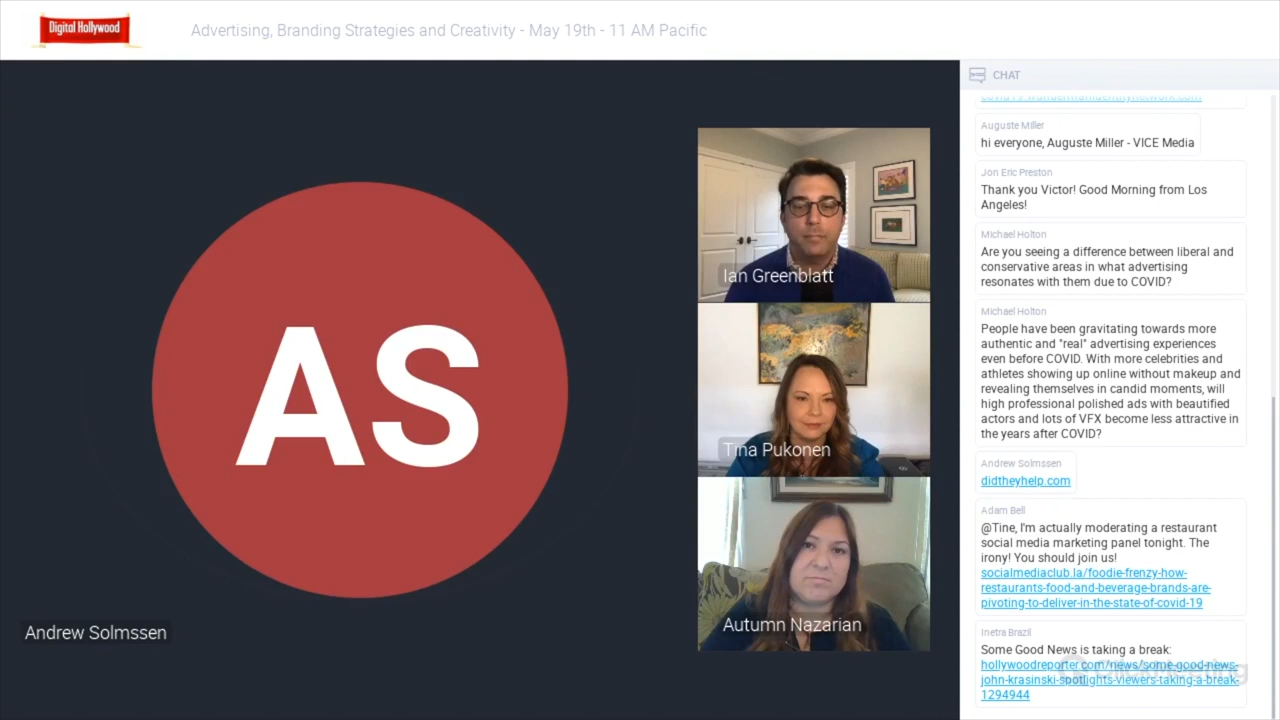 Digital Hollywood
Advertising, Branding Strategies and Creativity - May 19th - 11 AM Pacific
AS
Andrew Solmssen
Ian Greenblatt
Tina Pukonen
Autumn Nazarian
CHAT
Auguste Miller
hi everyone, Auguste Miller - VICE Media
Jon Eric Preston
Thank you Victor! Good Morning from Los
Angeles!
Michael Holton
Are you seeing a difference between liberal and
conservative areas in what advertising
resonates with them due to COVID?
Michael Holton
People have been gravitating towards more
authentic and "real" advertising experiences
even before COVID. With more celebrities and
athletes showing up online without makeup and
revealing themselves in candid moments, will
high professional polished ads with beautified
actors and lots of VFX become less attractive in
the years after COVID?
Andrew Solmssen
didtheyhelp.com
Adam Bell
@Tine, I'm actually moderating a restaurant
social media marketing panel tonight. The
irony! You should join us!
socialmediaclub.la/foodie-frenzy-how-
restaurants-food-and-beverage-brands-are-
pivoting-to-deliver-in-the-state-of-covid-19
Inetra Brazil
Some Good News is taking a break:
hollywoodreporter.com/news/some-good-news-
john-krasinski-spotlights-viewers-taking-a-break-
1294944
ClickMeeting